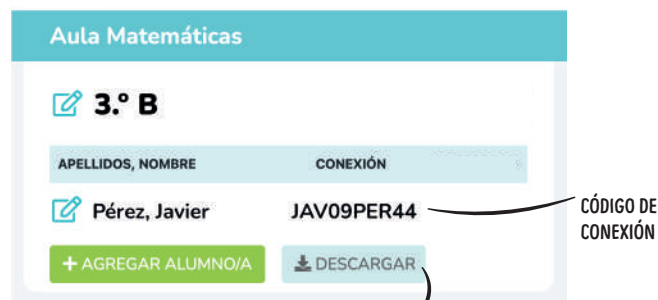 Aula Matemáticas
3.º B
APELLIDOS, NOMBRE CONEXIÓN
Pérez, Javier JAV09PER44
CÓDIGO DE
CONEXIÓN
+ AGREGAR ALUMNO/A DESCARGAR